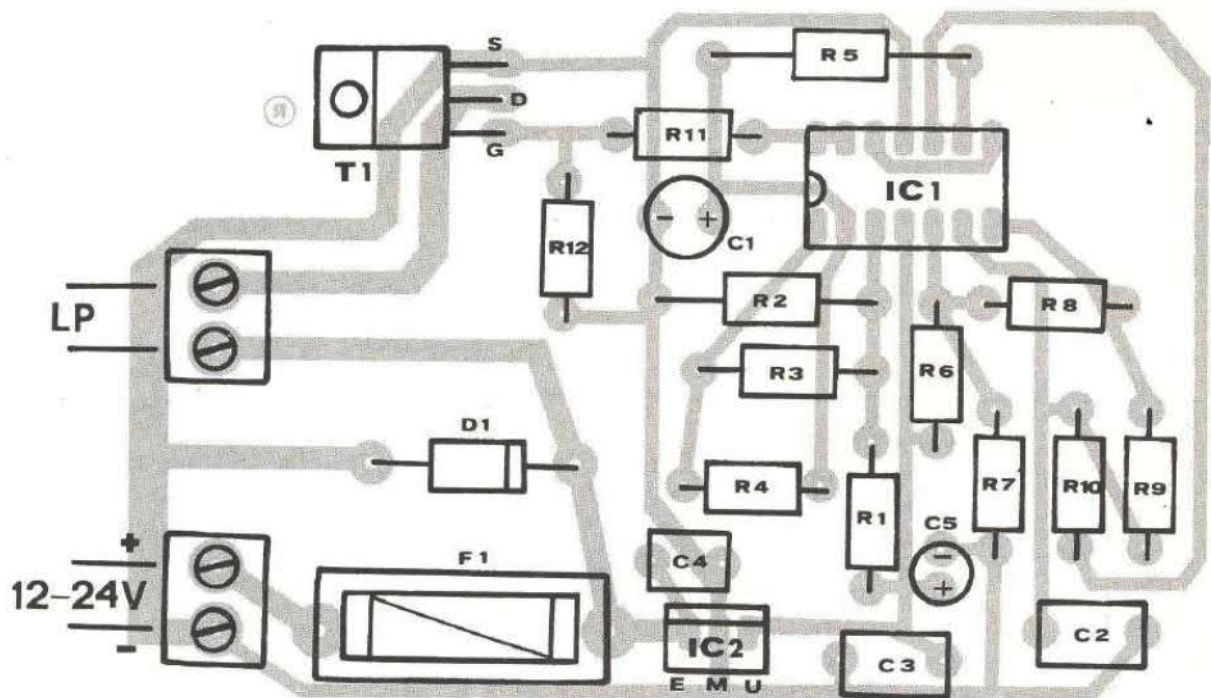 S
R5
D
R11
G
T1
IC1
- +
C1
R12
LP
R2
R8
R3
R6
D1
R4
R7
R10
R9
R1
C5
-
+
+
F1
C4
12-24V
-
IC2
C3
C2
E M U